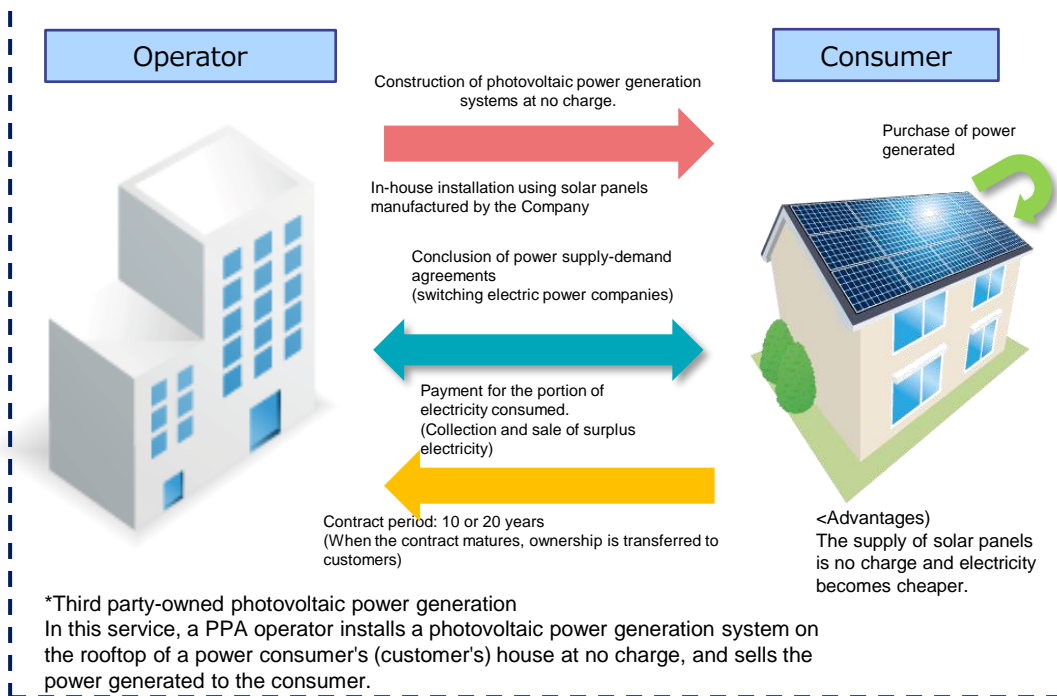 Operator
Consumer
Construction of photovoltaic power generation
systems at no charge.
Purchase of power
generated
In-house installation using solar panels
manufactured by the Company
Conclusion of power supply-demand
agreements
(switching electric power companies)
Payment for the portion of
electricity consumed.
(Collection and sale of surplus
electricity)
Contract period: 10 or 20 years
(When the contract matures, ownership is transferred to
customers)
<Advantages)
The supply of solar panels
is no charge and electricity
becomes cheaper.
*Third party-owned photovoltaic power generation
In this service, a PPA operator installs a photovoltaic power generation system on
the rooftop of a power consumer's (customer's) house at no charge, and sells the
power generated to the consumer.